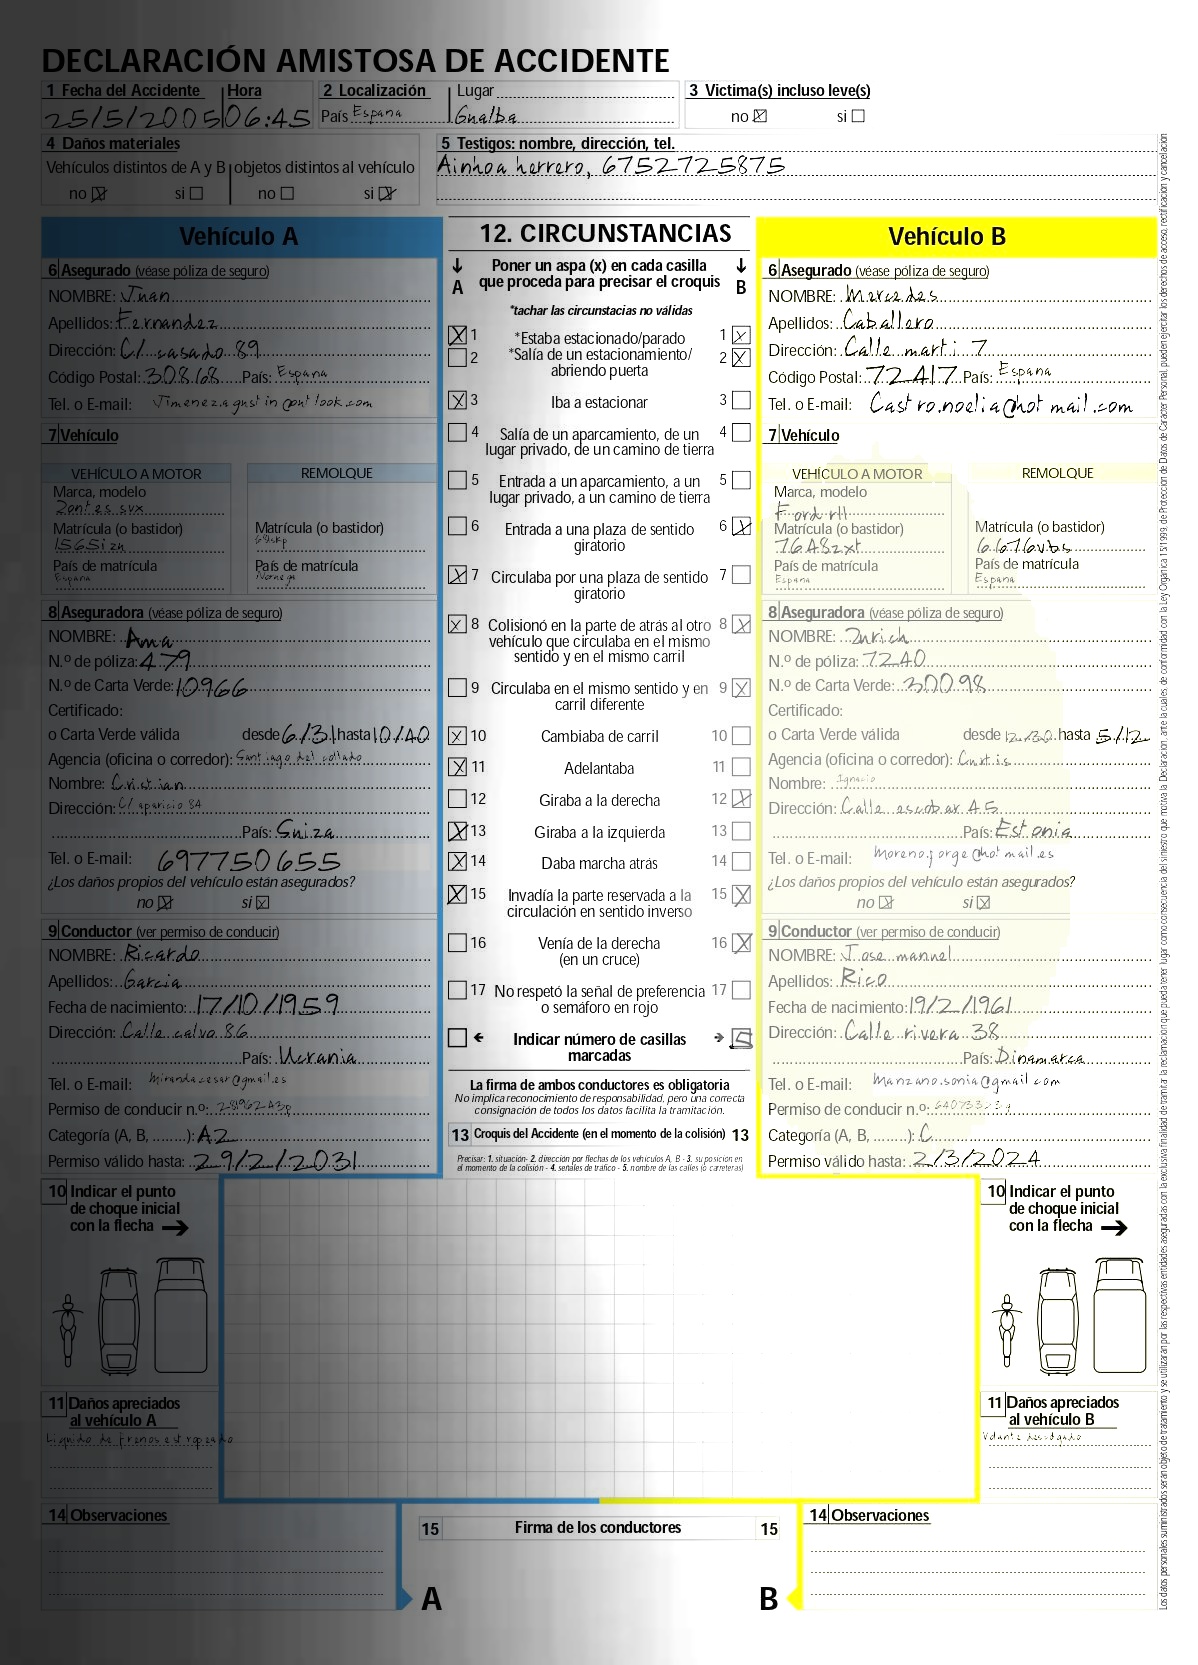 DECLARACIÓN AMISTOSA DE ACCIDENTE
1 Fecha del Accidente Hora 2 Localización Lugar 3 Victima(s) incluso leve(s)
25/5/2005 06:45 País España Gualba no si
4 Daños materiales 5 Testigos: nombre, dirección, tel.
Vehículos distintos de A y B objetos distintos al vehículo Ainhoa herrero, 6752725875
no si no si
Vehículo A
6 Asegurado (véase póliza de seguro)
NOMBRE: Juan
Apellidos: Fernandez
Dirección: C/ casado 89
Código Postal: 30868 País: España
Tel. o E-mail: Jimenez.agustin@outlook.com
7 Vehículo
VEHÍCULO A MOTOR REMOLQUE
Marca, modelo
Zontes svx
Matrícula (o bastidor) Matrícula (o bastidor)
1565izu
País de matrícula País de matrícula
España Noruega
8 Aseguradora (véase póliza de seguro)
NOMBRE: Ama
N.º de póliza: 479
N.º de Carta Verde: 10966
Certificado:
o Carta Verde válida desde 6/31 hasta 10/40
Agencia (oficina o corredor): Santiago del collado
Nombre: Cristian
Dirección: C/ aparicio 84
País: Suiza
Tel. o E-mail: 697750655
¿Los daños propios del vehículo están asegurados?
no si
9 Conductor (ver permiso de conducir)
NOMBRE: Ricardo
Apellidos: Garcia
Fecha de nacimiento: 17/10/1959
Dirección: Calle calvo 86
País: Ucrania
Tel. o E-mail: Mirandacesar@gmail.es
Permiso de conducir n.º: 2896243p
Categoría (A, B, ........): A2
Permiso válido hasta: 29/2/2031
12. CIRCUNSTANCIAS
Poner un aspa (x) en cada casilla
A que proceda para precisar el croquis B
*tachar las circunstacias no válidas
1 *Estaba estacionado/parado 1
2 *Salía de un estacionamiento/ 2
abriendo puerta
3 Iba a estacionar 3
4 Salía de un aparcamiento, de un 4
lugar privado, de un camino de tierra
5 Entrada a un aparcamiento, a un 5
lugar privado, a un camino de tierra
6 Entrada a una plaza de sentido 6
giratorio
7 Circulaba por una plaza de sentido 7
giratorio
8 Colisionó en la parte de atrás al otro 8
vehículo que circulaba en el mismo
sentido y en el mismo carril
9 Circulaba en el mismo sentido y en 9
carril diferente
10 Cambiaba de carril 10
11 Adelantaba 11
12 Giraba a la derecha 12
13 Giraba a la izquierda 13
14 Daba marcha atrás 14
15 Invadía la parte reservada a la 15
circulación en sentido inverso
16 Venía de la derecha 16
(en un cruce)
17 No respetó la señal de preferencia 17
o semáforo en rojo
Indicar número de casillas
marcadas
La firma de ambos conductores es obligatoria
No implica reconocimiento de responsabilidad, pero una correcta
consignación de todos los datos facilita la tramitación.
13 Croquis del Accidente (en el momento de la colisión) 13
Precisar: 1. situación- 2. dirección por flechas de los vehículos A, B - 3. su posición en
el momento de la colisión - 4. señales de tráfico - 5. nombre de las calles (o carreteras)
Vehículo B
6 Asegurado (véase póliza de seguro)
NOMBRE: Mercedes
Apellidos: Caballero
Dirección: Calle marti 7
Código Postal: 72417 País: España
Tel. o E-mail: Castro.noelia@hotmail.com
7 Vehículo
VEHÍCULO A MOTOR REMOLQUE
Marca, modelo
Ford rll
Matrícula (o bastidor) Matrícula (o bastidor)
7648zxt 6676vbs
País de matrícula País de matrícula
España España
8 Aseguradora (véase póliza de seguro)
NOMBRE: Zurich
N.º de póliza: 7240
N.º de Carta Verde: 30098
Certificado:
o Carta Verde válida desde 12/30 hasta 5/12
Agencia (oficina o corredor): Curtis
Nombre: Ignacio
Dirección: Calle escobar 45
País: Estonia
Tel. o E-mail: Moreno.jorge@hotmail.es
¿Los daños propios del vehículo están asegurados?
no si
9 Conductor (ver permiso de conducir)
NOMBRE: Jose manuel
Apellidos: Rico
Fecha de nacimiento: 19/2/1961
Dirección: Calle rivera 38
País: Dinamarca
Tel. o E-mail: Manzano.sonia@gmail.com
Permiso de conducir n.º:
Categoría (A, B, ........): C
Permiso válido hasta: 2/3/2024
10 Indicar el punto
de choque inicial
con la flecha
11 Daños apreciados
al vehículo A
Liquido de frenos estropeado
14 Observaciones
15 Firma de los conductores 15
A B
10 Indicar el punto
de choque inicial
con la flecha
11 Daños apreciados
al vehículo B
Volante descolgado
14 Observaciones
Los datos personales suministrados seran objeto de tratamiento y se utilizaran por las respectivas entidades aseguradas con la exclusiva finalidad de tramitar la reclamacion que pueda tener lugar como consecuencia del siniestro que motiva la Declaracion, ante la cuales, de conformidad con la Ley Organica 15/1999 de Proteccion de Datos de Caracter Personal, pueden ejercitar los derechos de acceso, rectificacion y cancelacion